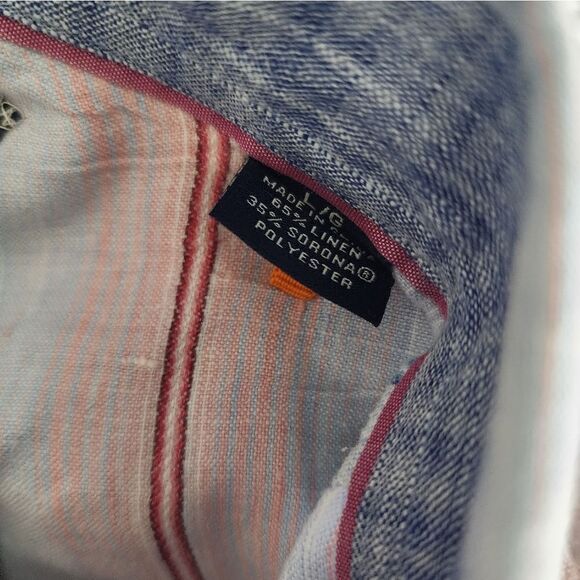 L/G
MADE IN
65% LINEN
35% SORONA®
POLYESTER